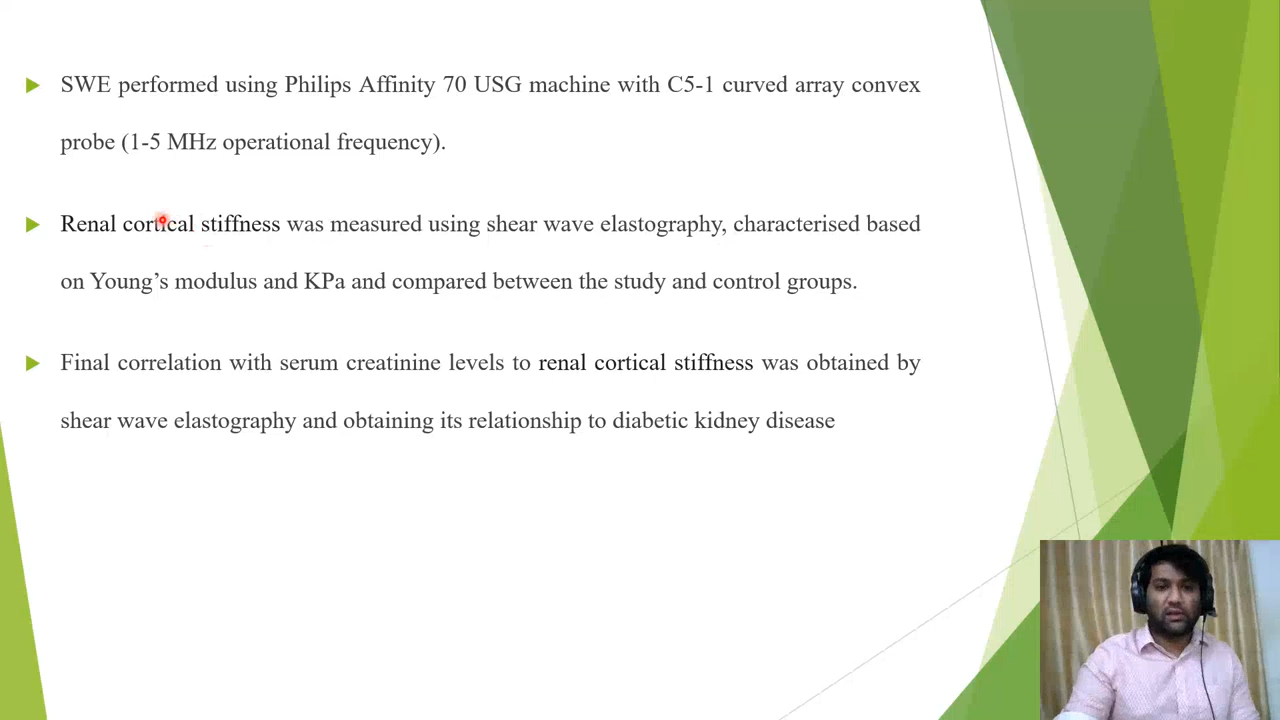 SWE performed using Philips Affinity 70 USG machine with C5-1 curved array convex
probe (1-5 MHz operational frequency).
Renal cortical stiffness was measured using shear wave elastography, characterised based
on Young’s modulus and KPa and compared between the study and control groups.
Final correlation with serum creatinine levels to renal cortical stiffness was obtained by
shear wave elastography and obtaining its relationship to diabetic kidney disease